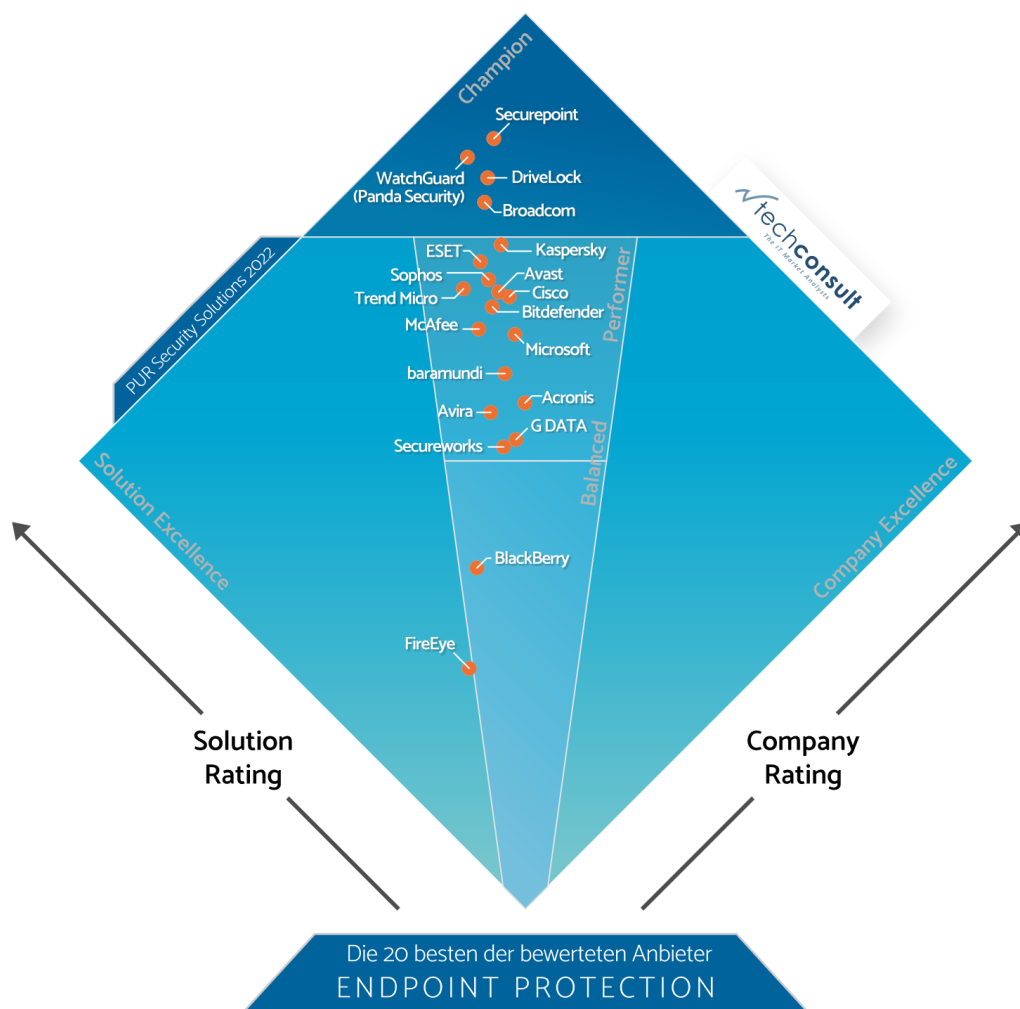 Champion
Securepoint
WatchGuard
(Panda Security)
DriveLock
Broadcom
techconsult
The IT Market Analysts
PUR Security Solutions 2022
ESET
Kaspersky
Performer
Sophos
Avast
Trend Micro
Cisco
Bitdefender
McAfee
Microsoft
baramundi
Acronis
Avira
G DATA
Secureworks
Balanced
Solution Excellence
Company Excellence
BlackBerry
FireEye
Solution
Rating
Company
Rating
Die 20 besten der bewerteten Anbieter
ENDPOINT PROTECTION